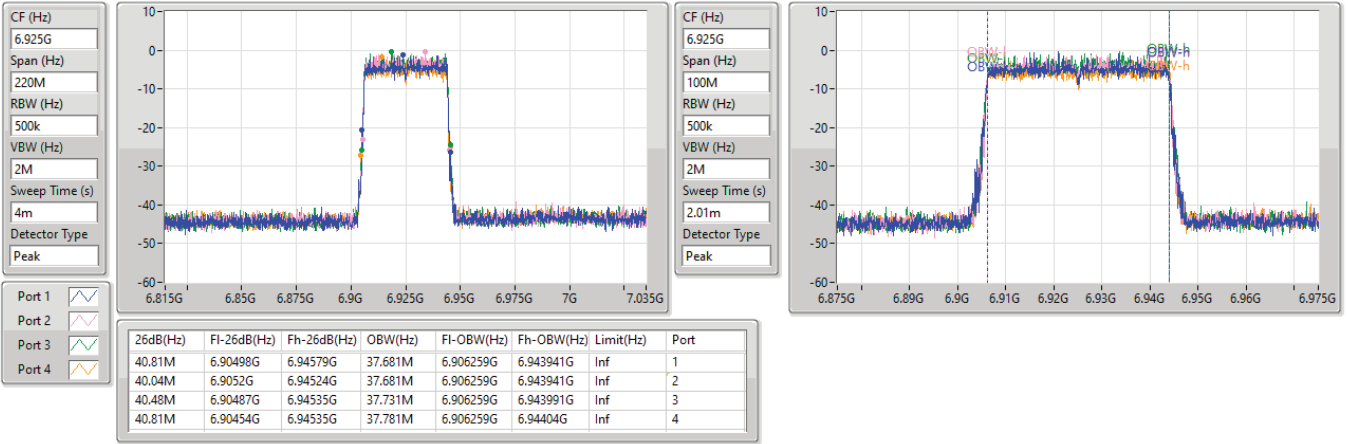 CF (Hz)
6.925G
Span (Hz)
220M
RBW (Hz)
500k
VBW (Hz)
2M
Sweep Time (s)
4m
Detector Type
Peak
10
0
-10
-20
-30
-40
-50
-60
6.815G 6.85G 6.875G 6.9G 6.925G 6.95G 6.975G 7G 7.035G
CF (Hz)
6.925G
Span (Hz)
100M
RBW (Hz)
500k
VBW (Hz)
2M
Sweep Time (s)
2.01m
Detector Type
Peak
10
0
-10
-20
-30
-40
-50
-60
OBW-h
OBW-h
6.875G 6.89G 6.9G 6.91G 6.92G 6.93G 6.94G 6.95G 6.96G 6.975G
Port 1
Port 2
Port 3
Port 4
26dB(Hz) Fl-26dB(Hz) Fh-26dB(Hz) OBW(Hz) Fl-OBW(Hz) Fh-OBW(Hz) Limit(Hz) Port
40.81M 6.90498G 6.94579G 37.681M 6.906259G 6.943941G Inf 1
40.04M 6.9052G 6.94524G 37.681M 6.906259G 6.943941G Inf 2
40.48M 6.90487G 6.94535G 37.731M 6.906259G 6.943991G Inf 3
40.81M 6.90454G 6.94535G 37.781M 6.906259G 6.94404G Inf 4